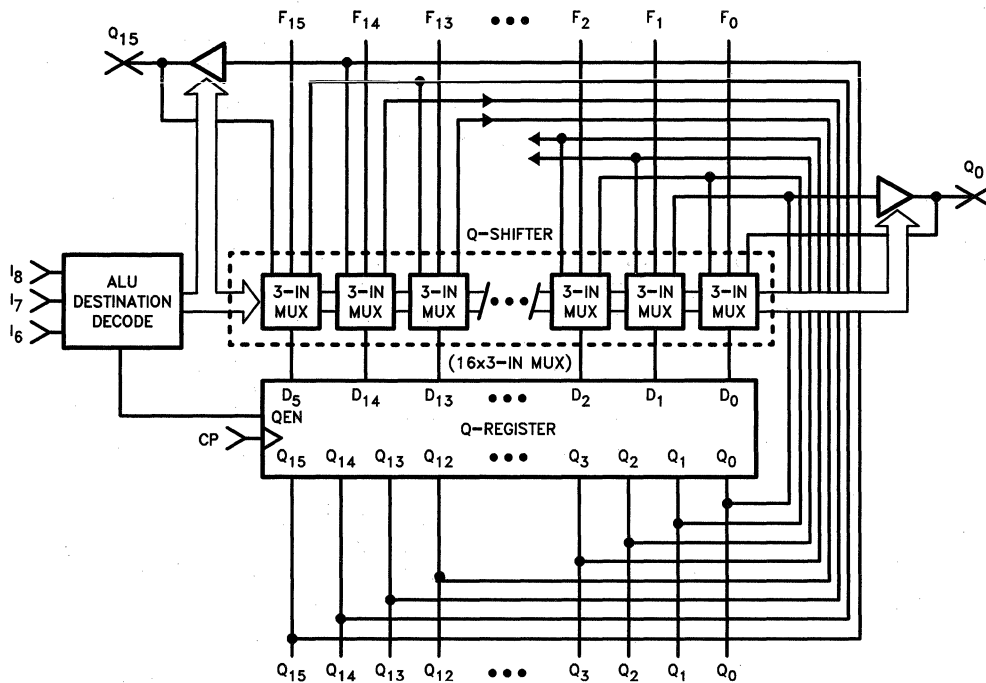 F15 F14 F13 ••• F2 F1 F0
Q15
Q0
Q-SHIFTER
I8
I7
I6
ALU
DESTINATION
DECODE
3-IN MUX
3-IN MUX
3-IN MUX
•••
3-IN MUX
3-IN MUX
3-IN MUX
(16x3-IN MUX)
D5 D14 D13 ••• D2 D1 D0
QEN
Q-REGISTER
CP
Q15 Q14 Q13 Q12 ••• Q3 Q2 Q1 Q0
Q15 Q14 Q13 Q12 ••• Q3 Q2 Q1 Q0